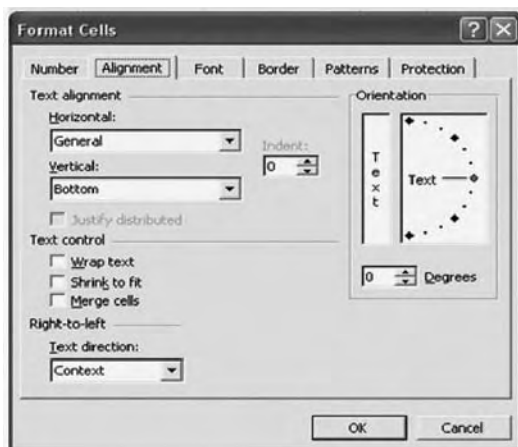 Format Cells
Number Alignment Font Border Patterns Protection
Text alignment
Horizontal:
General
Indent:
0
Vertical:
Bottom
Justify distributed
Text control
Wrap text
Shrink to fit
Merge cells
Right-to-left
Text direction:
Context
Orientation
Text
Text
0 Degrees
OK Cancel